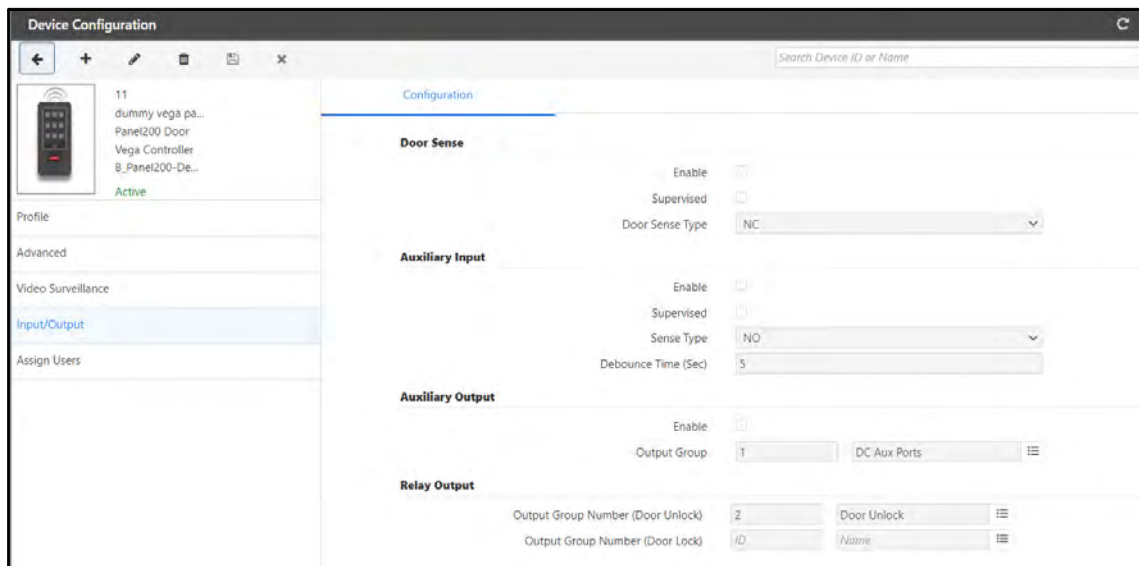 Device Configuration
Search Device ID or Name
11
dummy vega pa...
Panel200 Door
Vega Controller
B_Panel200-De...
Active
Profile
Advanced
Video Surveillance
Input/Output
Assign Users
Configuration
Door Sense
Enable
Supervised
Door Sense Type NC
Auxiliary Input
Enable
Supervised
Sense Type NO
Debounce Time (Sec) 5
Auxiliary Output
Enable
Output Group 1 DC Aux Ports
Relay Output
Output Group Number (Door Unlock) 2 Door Unlock
Output Group Number (Door Lock) ID Name